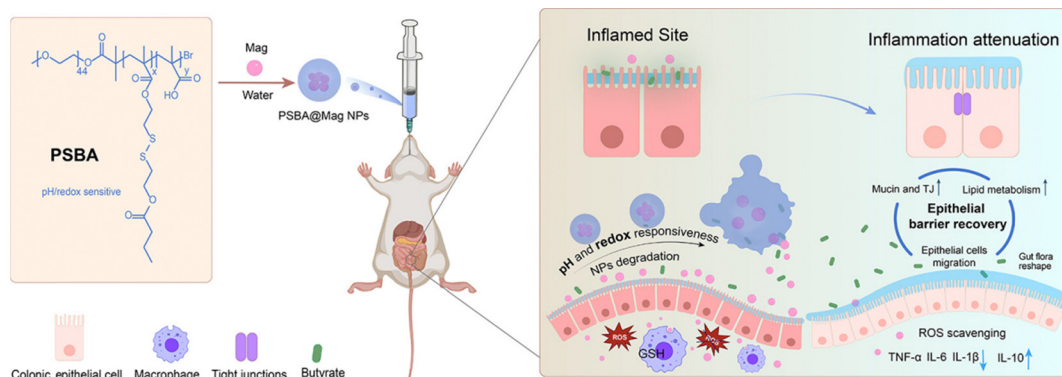 O
O
44
O
O
x
y
Br
O
O
HO
O
S
S
O
O
PSBA
pH/redox sensitive
Mag
Water
PSBA@Mag NPs
Inflamed Site
Inflammation attenuation
Mucin and TJ
Lipid metabolism
Epithelial
barrier recovery
Epithelial cells
migration
Gut flora
reshape
pH and redox responsiveness
NPs degradation
ROS
GSH
ROS scavenging
TNF-α IL-6 IL-1β IL-10
Colonic epithelial cell
Macrophage
Tight junctions
Butyrate